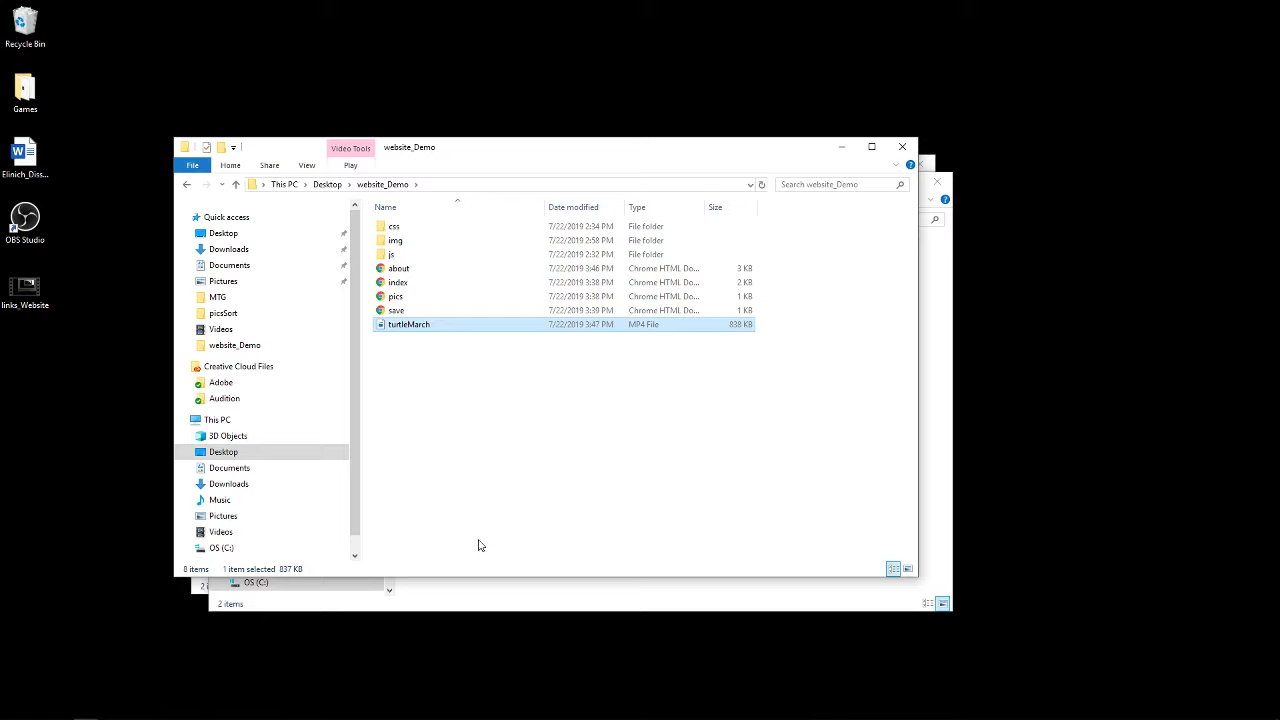 Recycle Bin
Games
Elinich_Diss...
OBS Studio
links_Website
Video Tools
website_Demo
File
Home
Share
View
Play
This PC
Desktop
website_Demo
Search website_Demo
Quick access
Desktop
Downloads
Documents
Pictures
MTG
picsSort
Videos
website_Demo
Creative Cloud Files
Adobe
Audition
This PC
3D Objects
Desktop
Documents
Downloads
Music
Pictures
Videos
OS (C:)
Name Date modified Type Size
css 7/22/2019 2:34 PM File folder
img 7/22/2019 2:58 PM File folder
js 7/22/2019 2:32 PM File folder
about 7/22/2019 3:46 PM Chrome HTML Do... 3 KB
index 7/22/2019 3:38 PM Chrome HTML Do... 2 KB
pics 7/22/2019 3:38 PM Chrome HTML Do... 1 KB
save 7/22/2019 3:39 PM Chrome HTML Do... 1 KB
turtleMarch 7/22/2019 3:47 PM MP4 File 838 KB
8 items 1 item selected 837 KB
OS (C:)
2 items